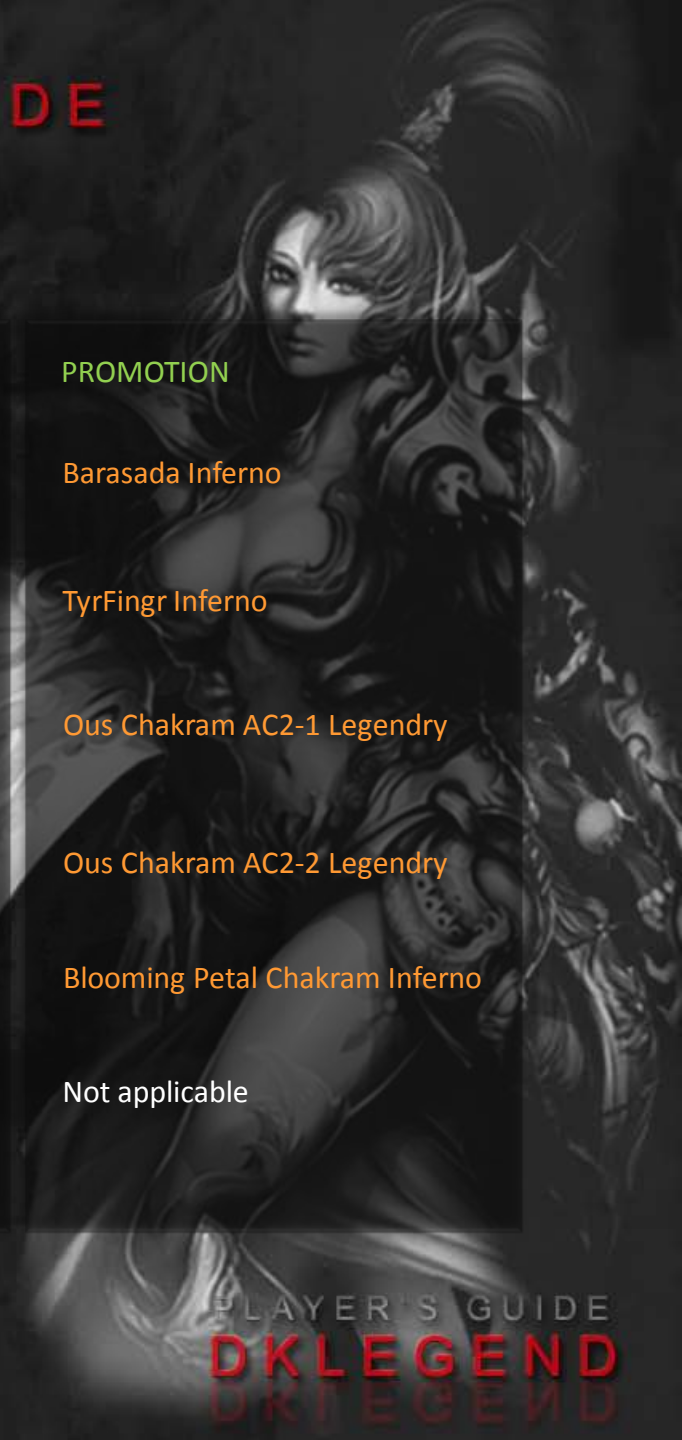 DE
PROMOTION
Barasada Inferno
TyrFingr Inferno
Ous Chakram AC2-1 Legendry
Ous Chakram AC2-2 Legendry
Blooming Petal Chakram Inferno
Not applicable
PLAYER'S GUIDE
DKLEGEND